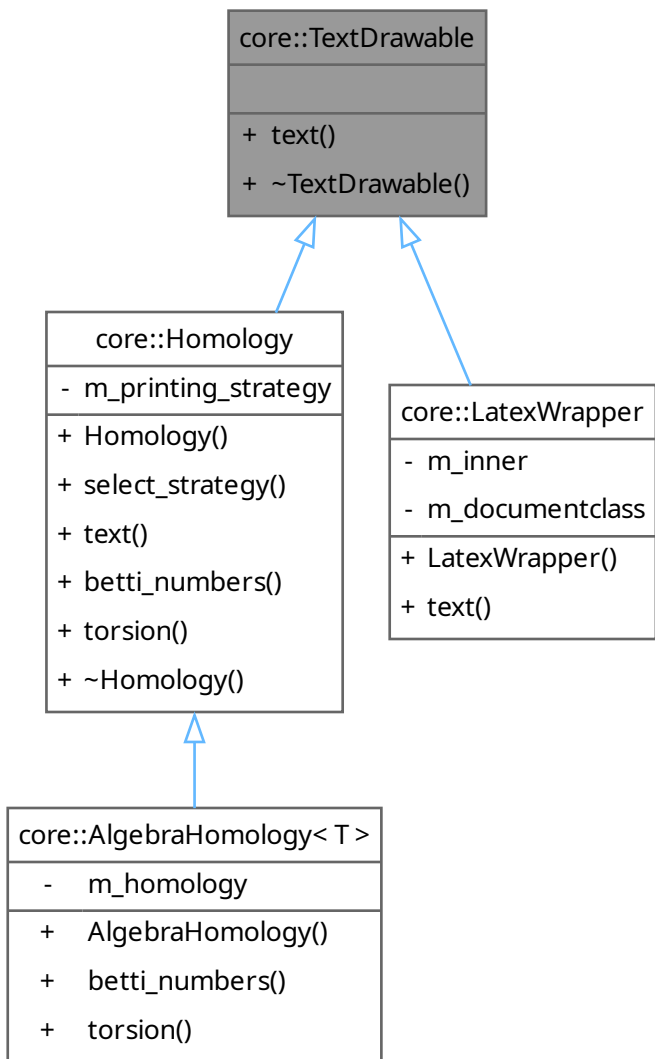 core::TextDrawable
+ text()
+ ~TextDrawable()
core::Homology
- m_printing_strategy
+ Homology()
+ select_strategy()
+ text()
+ betti_numbers()
+ torsion()
+ ~Homology()
core::LatexWrapper
- m_inner
- m_documentclass
+ LatexWrapper()
+ text()
core::AlgebraHomology< T >
- m_homology
+ AlgebraHomology()
+ betti_numbers()
+ torsion()